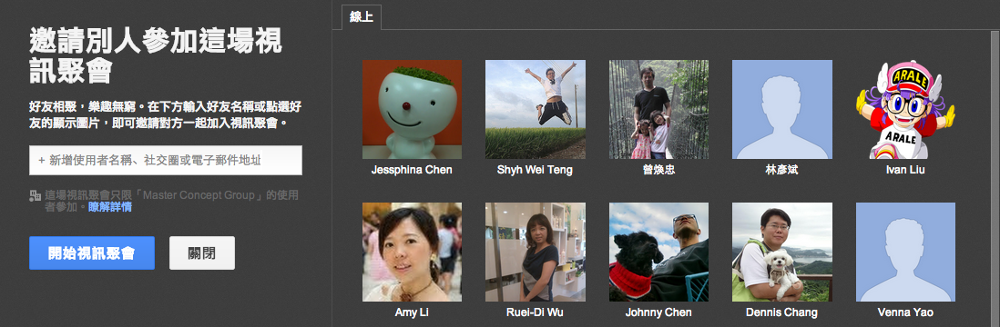 邀請別人參加這場視
訊聚會
好友相聚，樂趣無窮。在下方輸入好友名稱或點選好
友的顯示圖片，即可邀請對方一起加入視訊聚會。
+ 新增使用者名稱、社交圈或電子郵件地址
這場視訊聚會只限「Master Concept Group」的使用
者參加。瞭解詳情
開始視訊聚會
關閉
線上
Jessphina Chen
Shyh Wei Teng
曾煥忠
林彥斌
ARALE
ARALE
Ivan Liu
Amy Li
Ruei-Di Wu
Johnny Chen
Dennis Chang
Venna Yao